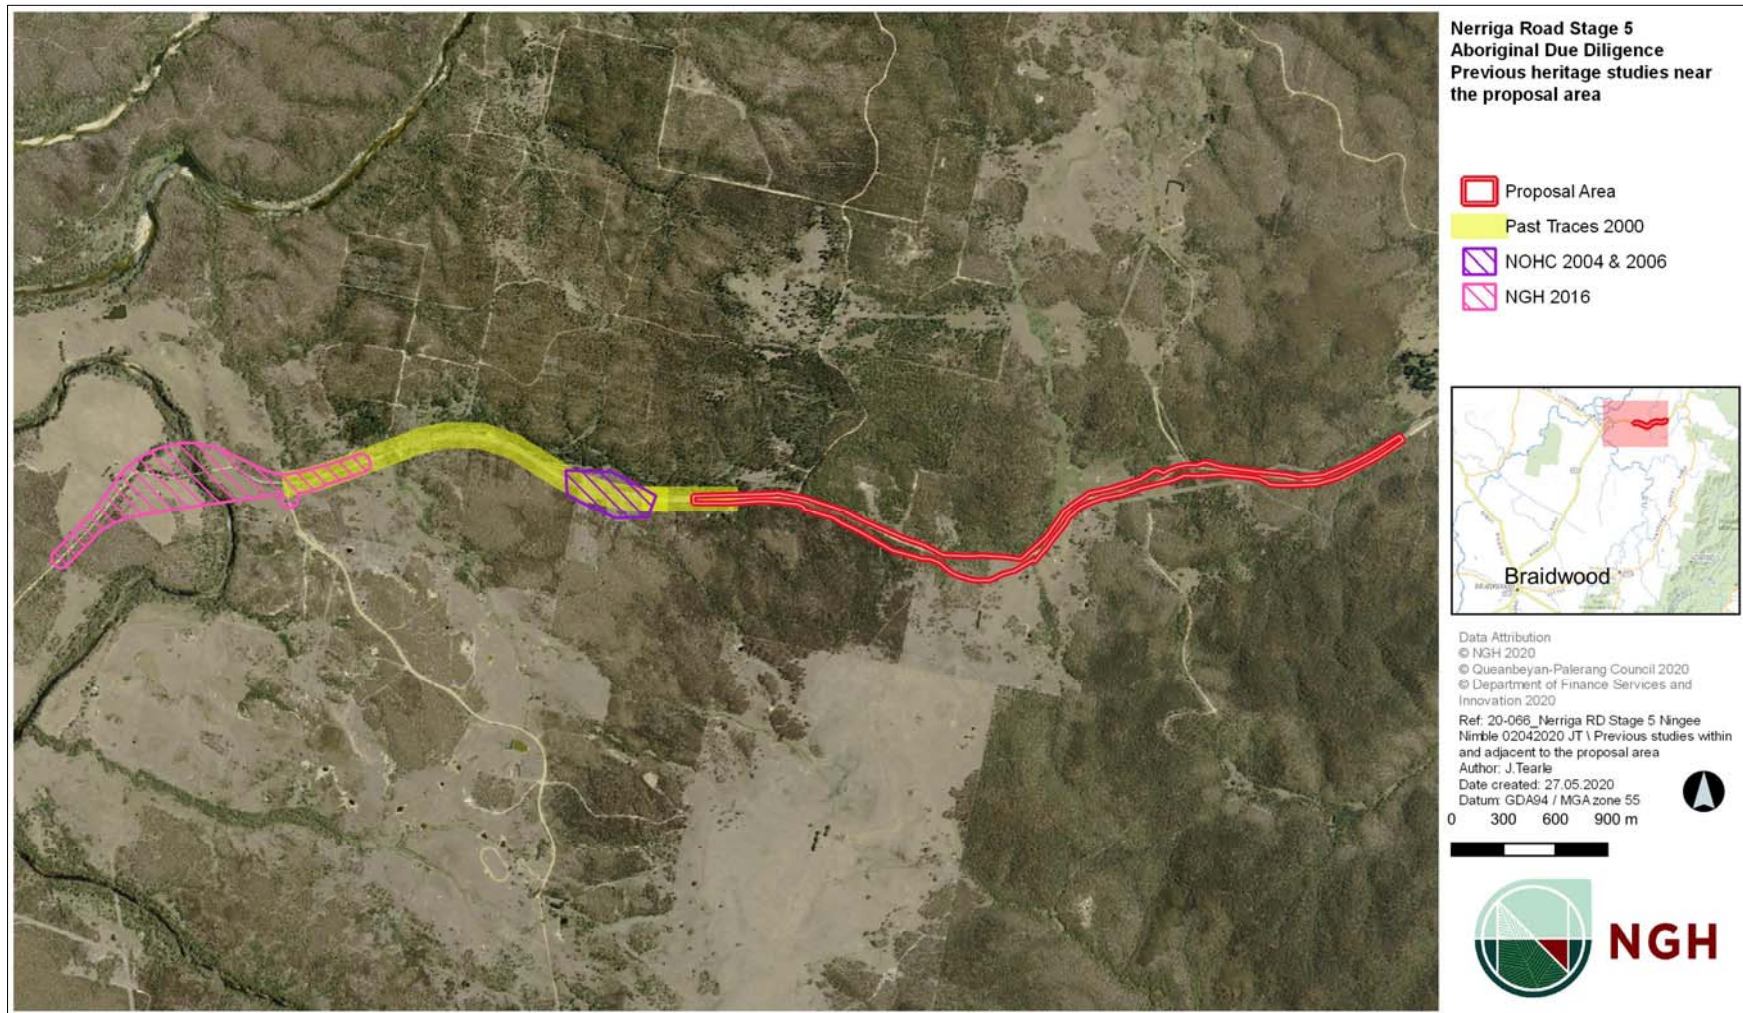 Nerriga Road Stage 5
Aboriginal Due Diligence
Previous heritage studies near
the proposal area
Proposal Area
Past Traces 2000
NOHC 2004 & 2006
NGH 2016
Braidwood
Data Attribution
© NGH 2020
© Queanbeyan-Palerang Council 2020
© Department of Finance Services and
Innovation 2020
Ref: 20-066_Nerriga RD Stage 5 Ningee
Nimble 02042020 JT \ Previous studies within
and adjacent to the proposal area
Author: J.Tearle
Date created: 27.05.2020
Datum: GDA94 / MGA zone 55
0 300 600 900 m
NGH